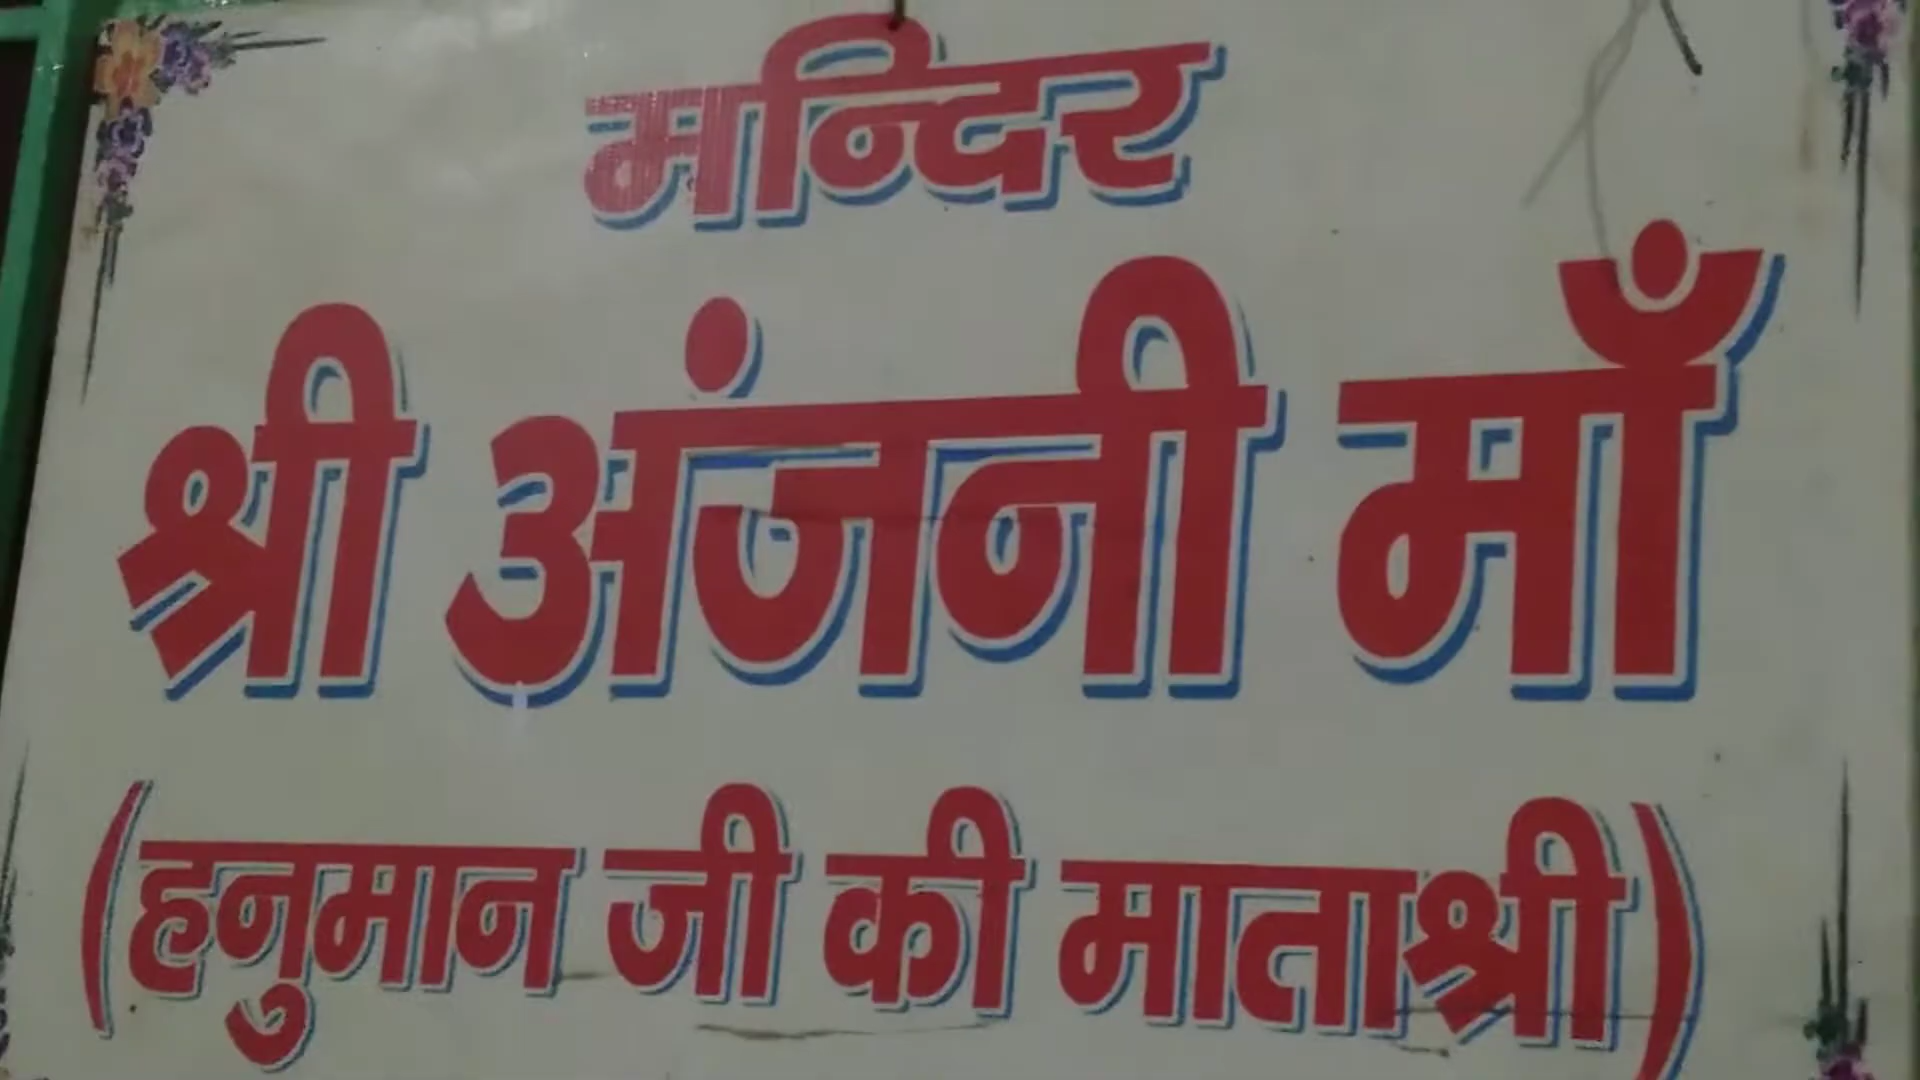 मन्दिर
श्री अंजनी माँ
(हनुमान जी की माताश्री)